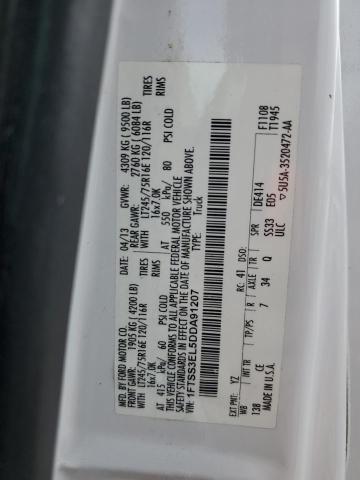 MFD. BY FORD MOTOR CO.
DATE: 04/13 GVWR: 4309 KG ( 9500 LB)
FRONT GAWR: 1905 KG ( 4200 LB) REAR GAWR: 2760 KG ( 6084 LB)
WITH LT245/75R16E 120/116R TIRES WITH LT245/75R16E 120/116R TIRES
16x7.0K RIMS 16x7.0K RIMS
AT 415 kPa/ 60 PSI COLD AT 550 kPa/ 80 PSI COLD
THIS VEHICLE CONFORMS TO ALL APPLICABLE FEDERAL MOTOR VEHICLE
SAFETY STANDARDS IN EFFECT ON THE DATE OF MANUFACTURE SHOWN ABOVE.
VIN: 1FTSS3EL5DDA91207
TYPE: Truck
F1108
T1945
EXT PNT: YZ RC: 41 DSO:
WB INT TR TP/PS R AXLE TR SPR DE414
138 CE 7 34 Q SS33 ED5
MADE IN U.S.A. ULC
▽5U5A-3520472-AA